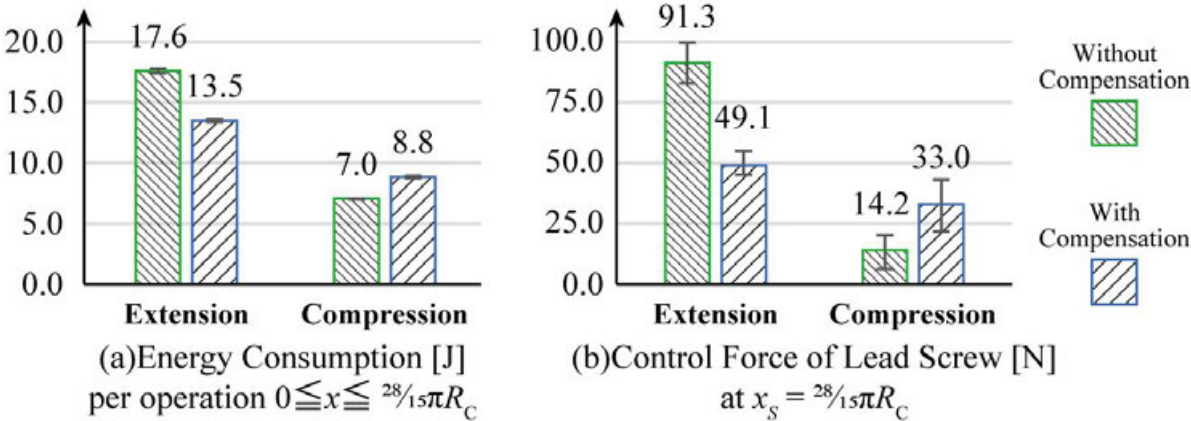 20.0
15.0
10.0
5.0
0.0
17.6
13.5
7.0
8.8
Extension
Compression
(a)Energy Consumption [J]
per operation 0≦x≦ ²⁸⁄₁₅πR_C
100.0
75.0
50.0
25.0
0.0
91.3
49.1
14.2
33.0
Extension
Compression
(b)Control Force of Lead Screw [N]
at x_S = ²⁸⁄₁₅πR_C
Without
Compensation
With
Compensation